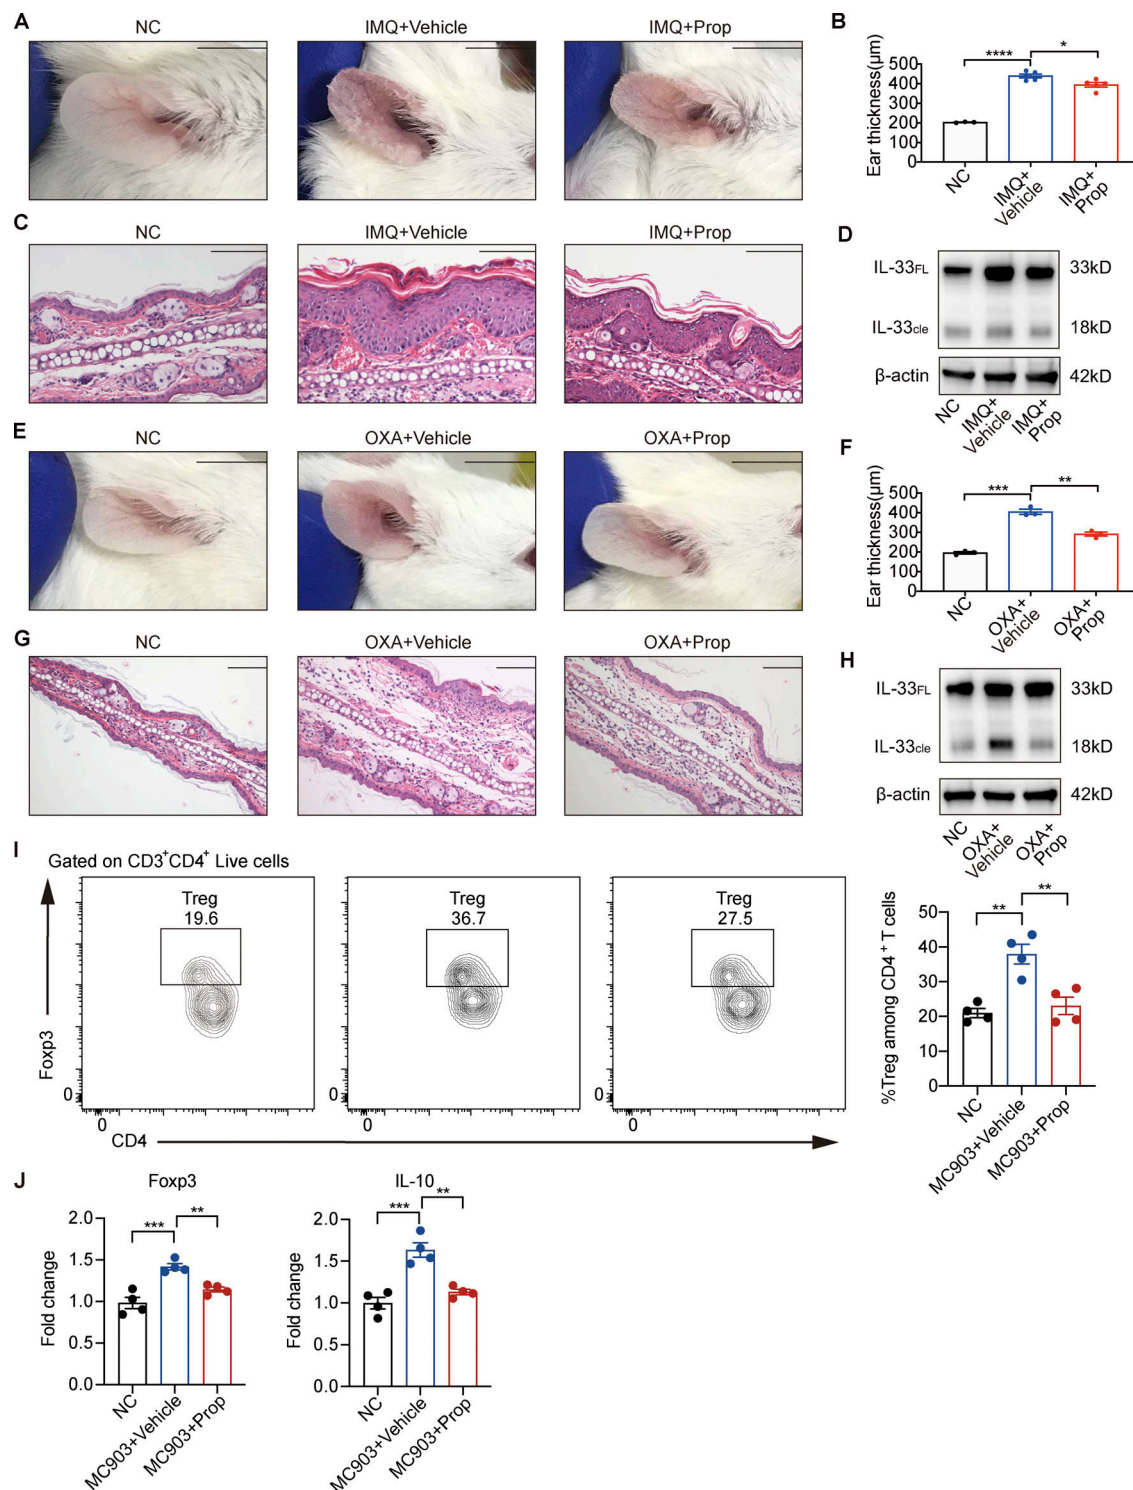 A
NC
IMQ+Vehicle
IMQ+Prop
B
Ear thickness(μm)
500
400
300
200
100
0
****
*
NC
IMQ+
Vehicle
IMQ+
Prop
C
NC
IMQ+Vehicle
IMQ+Prop
D
IL-33FL
33kD
IL-33cle
18kD
β-actin
42kD
NC
IMQ+
Vehicle
IMQ+
Prop
E
NC
OXA+Vehicle
OXA+Prop
F
Ear thickness(μm)
500
400
300
200
100
0
***
**
NC
OXA+
Vehicle
OXA+
Prop
G
NC
OXA+Vehicle
OXA+Prop
H
IL-33FL
33kD
IL-33cle
18kD
β-actin
42kD
NC
OXA+
Vehicle
OXA+
Prop
I
Gated on CD3+CD4+ Live cells
Foxp3
Treg
19.6
Treg
36.7
Treg
27.5
0
0
0
0
0
0
CD4
%Treg among CD4+ T cells
50
40
30
20
10
0
**
**
NC
MC903+Vehicle
MC903+Prop
J
Foxp3
Fold change
2.0
1.5
1.0
0.5
0.0
***
**
NC
MC903+Vehicle
MC903+Prop
IL-10
Fold change
2.0
1.5
1.0
0.5
0.0
***
**
NC
MC903+Vehicle
MC903+Prop